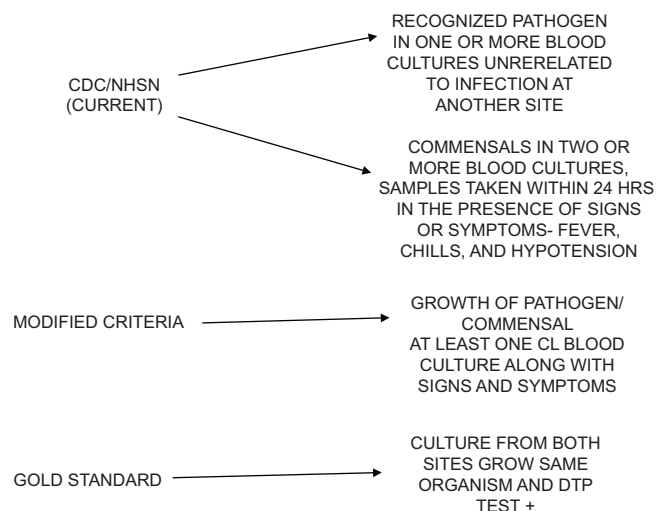 CDC/NHSN
(CURRENT)
RECOGNIZED PATHOGEN
IN ONE OR MORE BLOOD
CULTURES UNRERELATED
TO INFECTION AT
ANOTHER SITE
COMMENSALS IN TWO OR
MORE BLOOD CULTURES,
SAMPLES TAKEN WITHIN 24 HRS
IN THE PRESENCE OF SIGNS
OR SYMPTOMS- FEVER,
CHILLS, AND HYPOTENSION
MODIFIED CRITERIA
GROWTH OF PATHOGEN/
COMMENSAL
AT LEAST ONE CL BLOOD
CULTURE ALONG WITH
SIGNS AND SYMPTOMS
GOLD STANDARD
CULTURE FROM BOTH
SITES GROW SAME
ORGANISM AND DTP
TEST +